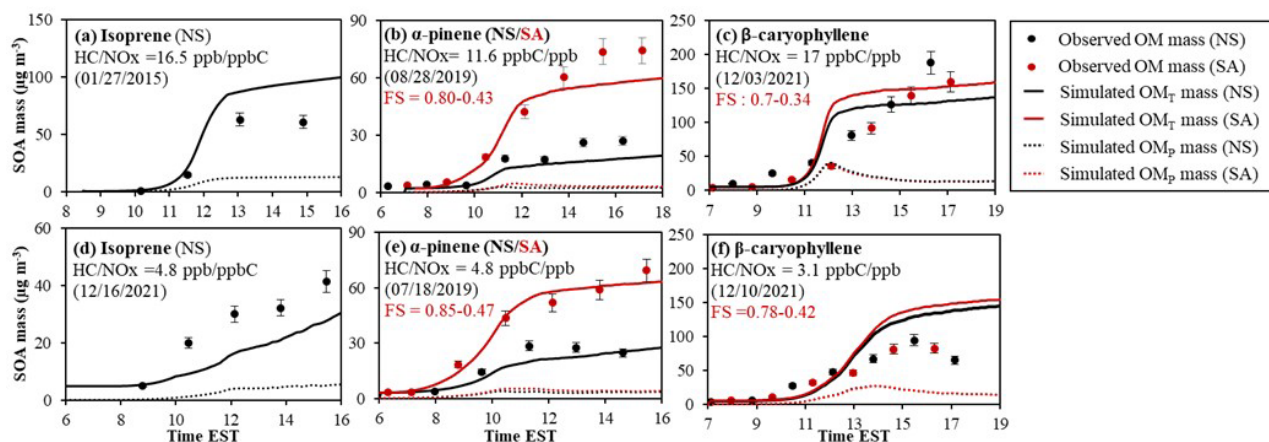 SOA mass (µg m⁻³)
150
100
50
0
(a) Isoprene (NS)
HC/NOx =16.5 ppb/ppbC
(01/27/2015)
8 9 10 11 12 13 14 15 16
90
60
30
0
(b) α-pinene (NS/SA)
HC/NOx= 11.6 ppbC/ppb
(08/28/2019)
FS = 0.80-0.43
6 8 10 12 14 16 18
250
200
150
100
50
0
(c) β-caryophyllene
HC/NOx = 17 ppbC/ppb
(12/03/2021)
FS : 0.7-0.34
7 9 11 13 15 17 19
Observed OM mass (NS)
Observed OM mass (SA)
Simulated OMT mass (NS)
Simulated OMT mass (SA)
Simulated OMP mass (NS)
Simulated OMP mass (SA)
SOA mass (µg m⁻³)
60
40
20
0
(d) Isoprene (NS)
HC/NOx =4.8 ppb/ppbC
(12/16/2021)
6 8 10 12 14 16
Time EST
90
60
30
0
(e) α-pinene (NS/SA)
HC/NOx = 4.8 ppbC/ppb
(07/18/2019)
FS = 0.85-0.47
6 8 10 12 14 16
Time EST
250
200
150
100
50
0
(f) β-caryophyllene
HC/NOx = 3.1 ppbC/ppb
(12/10/2021)
FS =0.78-0.42
7 9 11 13 15 17 19
Time EST